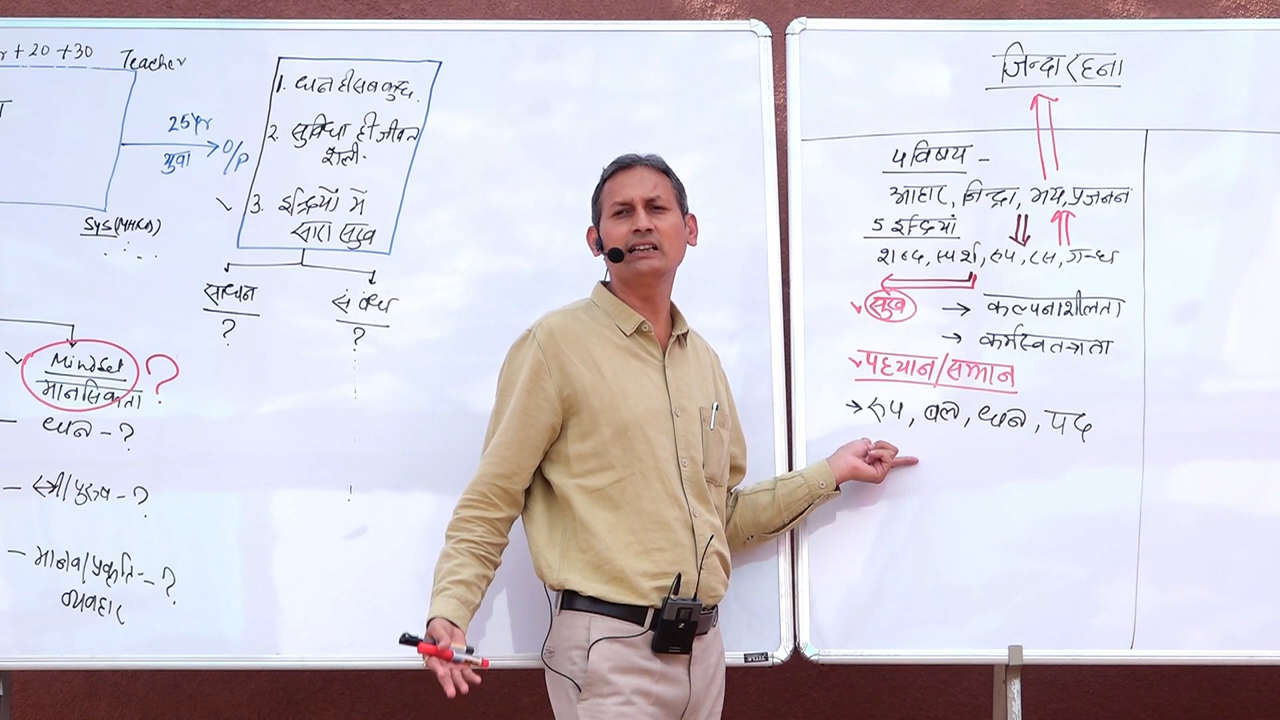 + 20 + 30 Teacher
25yr
युवा
O/P
Sys (MHRD)
1. धन ही सब कुछ.
2. सुविधा ही जीवन
शैली.
3. इन्द्रियों में
सारा सुख
साधन
?
संबंध
?
Mindset
मानसिकता ?
धन - ?
- स्त्री/पुरुष - ?
- मानव/प्रकृति - ?
व्यवहार
जिन्दा रहना
4 विषय -
आहार, निन्द्रा, भय, प्रजनन
5 इन्द्रियां
शब्द, स्पर्श, रुप, रस, गन्ध
सुख → कल्पनाशीलता
→ कर्मस्वतन्त्रता
पहचान/सम्मान
→ रुप, बल, धन, पद
TITLE